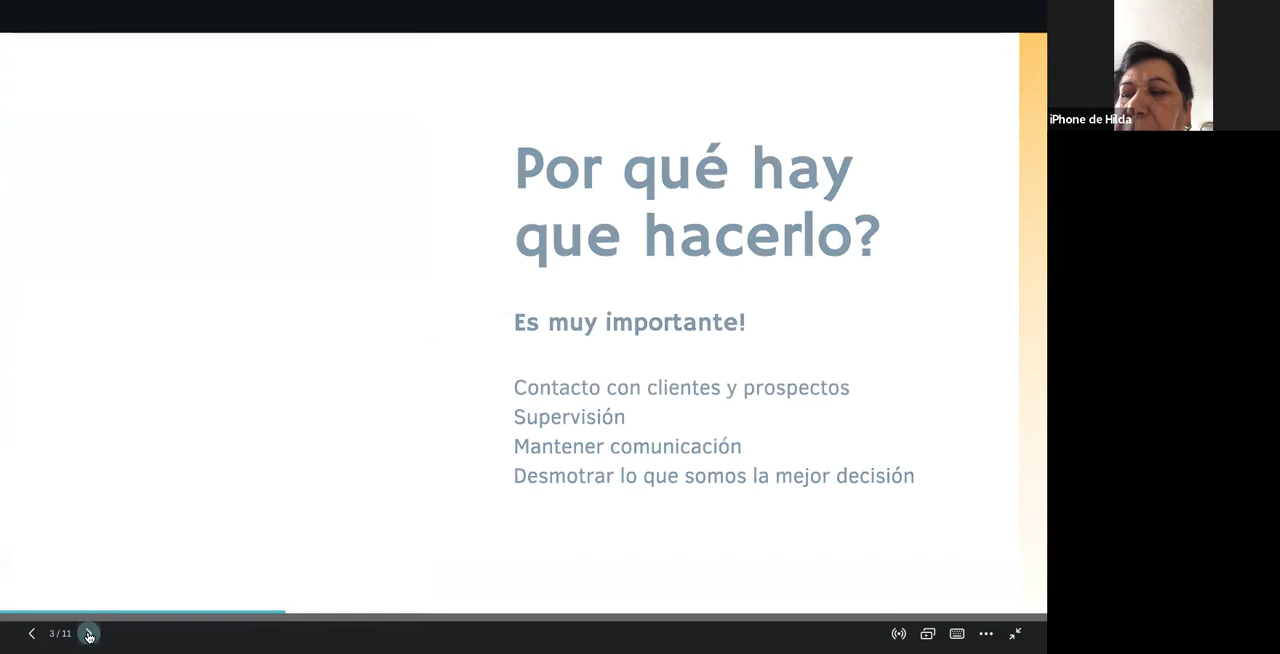 Por qué hay
que hacerlo?
Es muy importante!
Contacto con clientes y prospectos
Supervisión
Mantener comunicación
Desmotrar lo que somos la mejor decisión
iPhone de Hilda
3 / 11